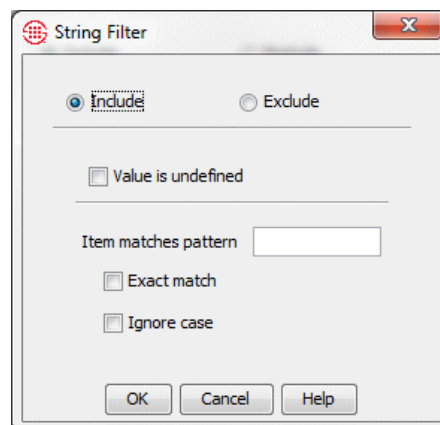 String Filter
Include Exclude
Value is undefined
Item matches pattern
Exact match
Ignore case
OK Cancel Help